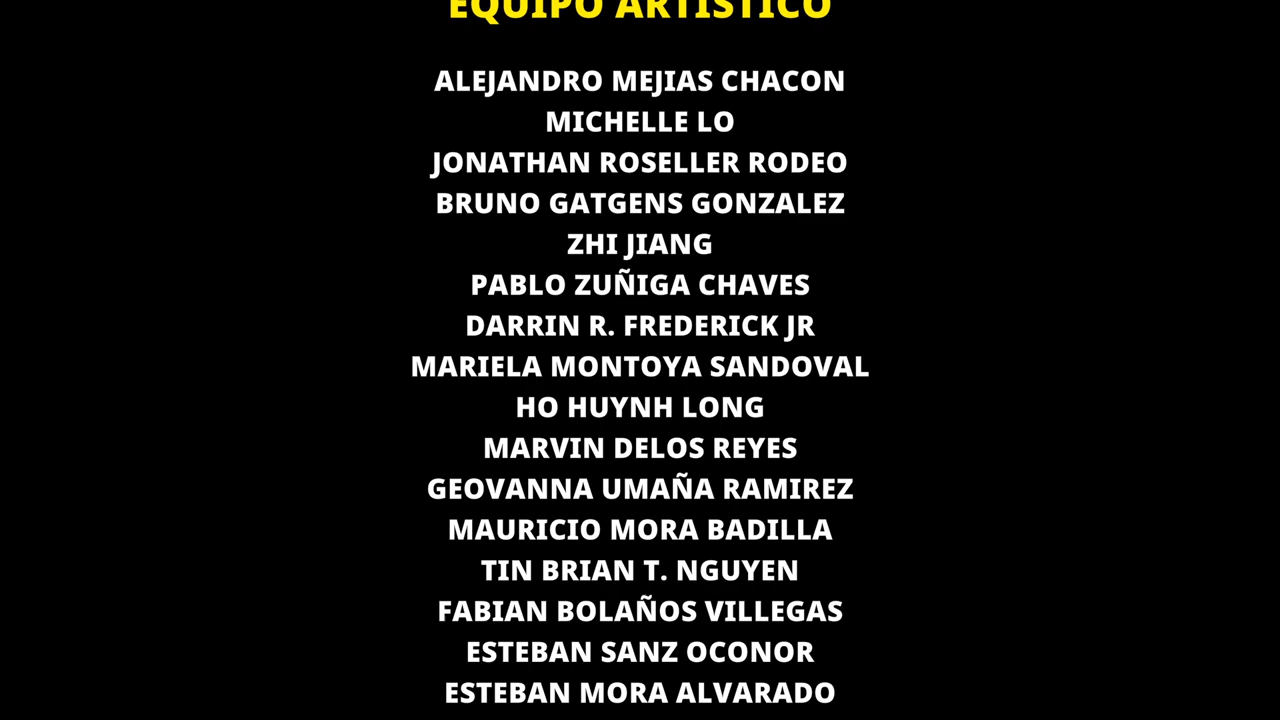 EQUIPO ARTISTICO
ALEJANDRO MEJIAS CHACON
MICHELLE LO
JONATHAN ROSELLER RODEO
BRUNO GATGENS GONZALEZ
ZHI JIANG
PABLO ZUÑIGA CHAVES
DARRIN R. FREDERICK JR
MARIELA MONTOYA SANDOVAL
HO HUYNH LONG
MARVIN DELOS REYES
GEOVANNA UMAÑA RAMIREZ
MAURICIO MORA BADILLA
TIN BRIAN T. NGUYEN
FABIAN BOLAÑOS VILLEGAS
ESTEBAN SANZ OCONOR
ESTEBAN MORA ALVARADO